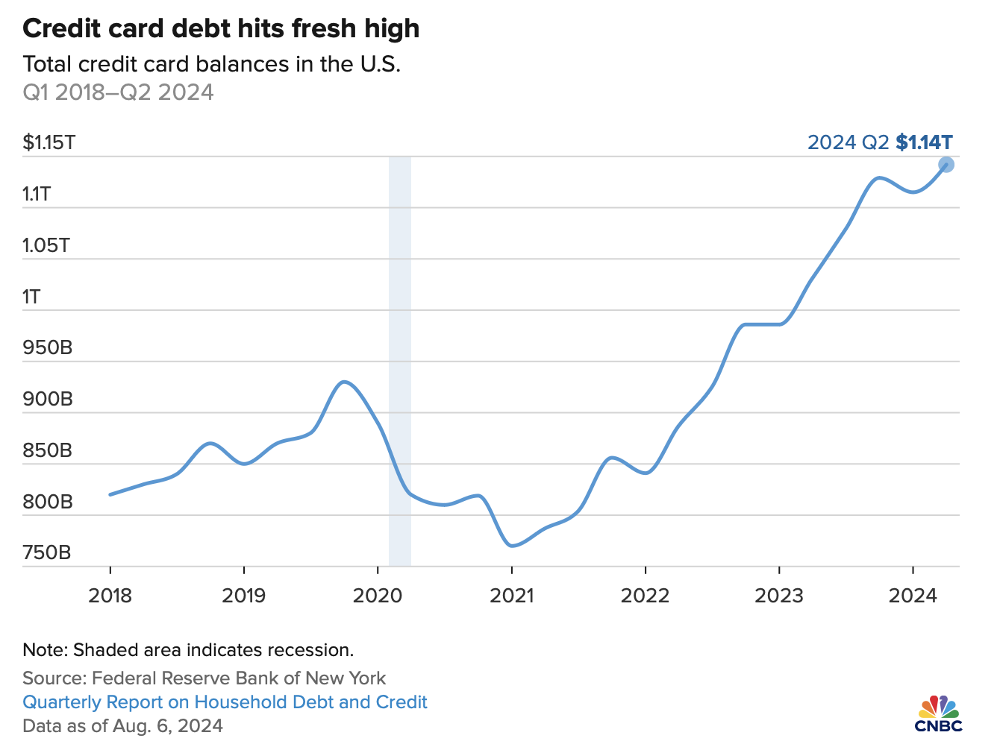 Credit card debt hits fresh high
Total credit card balances in the U.S.
Q1 2018–Q2 2024
$1.15T
2024 Q2 $1.14T
1.1T
1.05T
1T
950B
900B
850B
800B
750B
2018 2019 2020 2021 2022 2023 2024
Note: Shaded area indicates recession.
Source: Federal Reserve Bank of New York
Quarterly Report on Household Debt and Credit
Data as of Aug. 6, 2024
CNBC